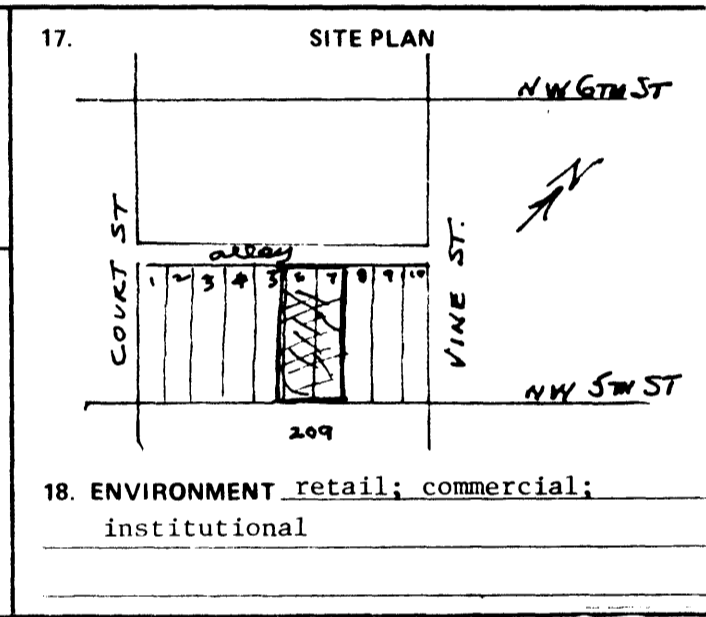 17. SITE PLAN
NW 6TH ST
N
COURT ST
alley
VINE ST.
1 2 3 4 5 6 7 8 9 10
NW 5TH ST
209
18. ENVIRONMENT retail; commercial;
institutional